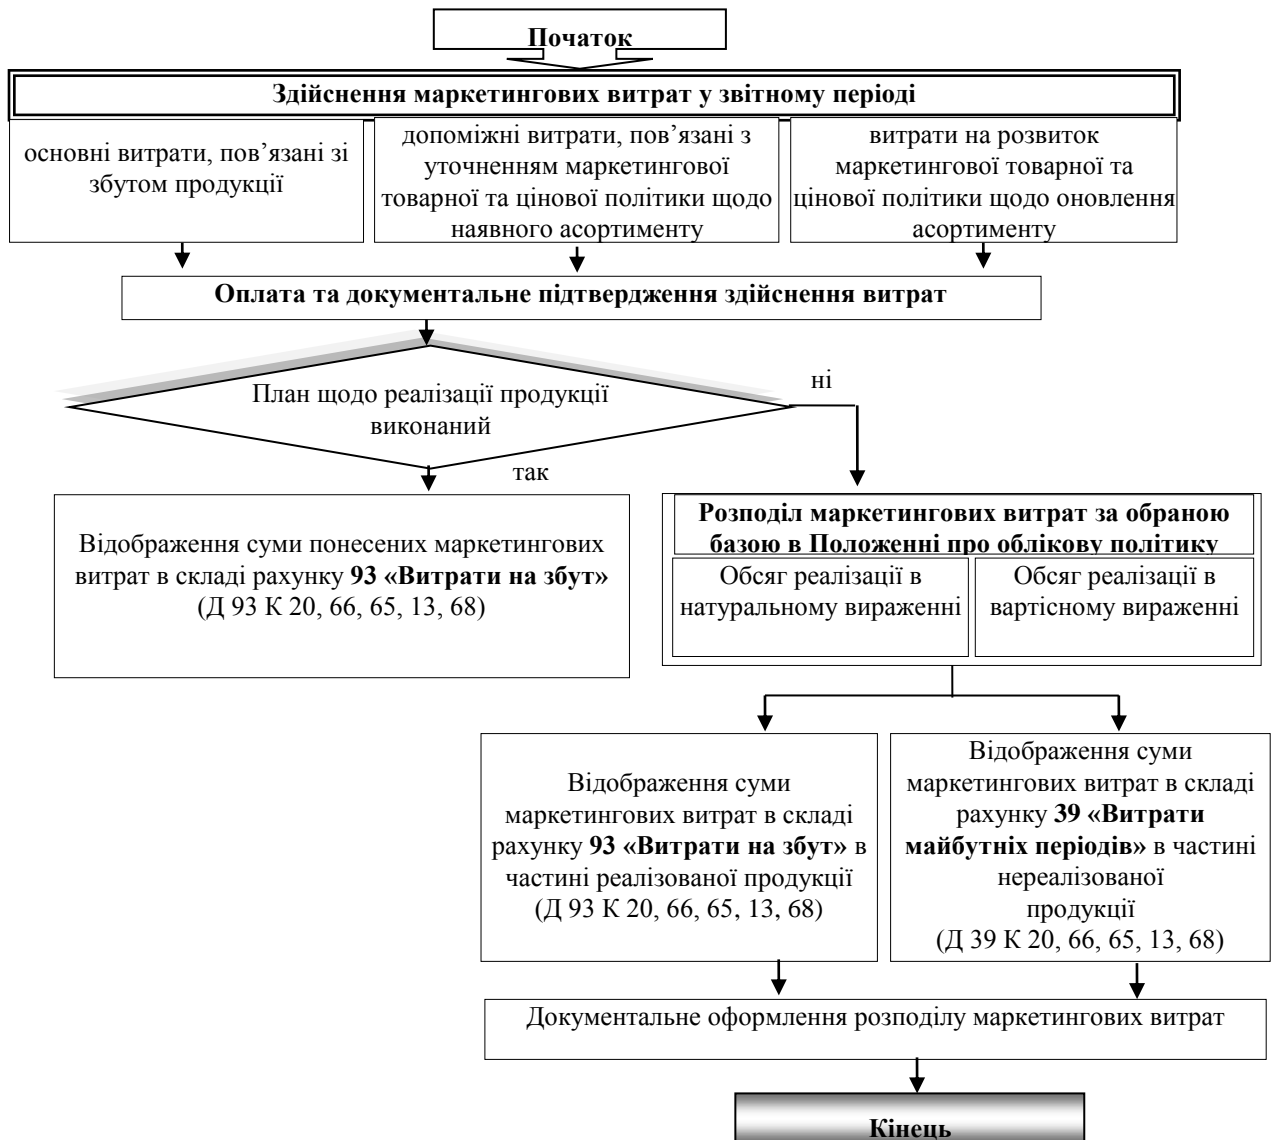 Початок
Здійснення маркетингових витрат у звітному періоді
основні витрати, пов’язані зі
збутом продукції
допоміжні витрати, пов’язані з
уточненням маркетингової
товарної та цінової політики щодо
наявного асортименту
витрати на розвиток
маркетингової товарної та
цінової політики щодо оновлення
асортименту
Оплата та документальне підтвердження здійснення витрат
План щодо реалізації продукції
виконаний
ні
так
Відображення суми понесених маркетингових
витрат в складі рахунку 93 «Витрати на збут»
(Д 93 К 20, 66, 65, 13, 68)
Розподіл маркетингових витрат за обраною
базою в Положенні про облікову політику
Обсяг реалізації в
натуральному вираженні
Обсяг реалізації в
вартісному вираженні
Відображення суми
маркетингових витрат в складі
рахунку 93 «Витрати на збут» в
частині реалізованої продукції
(Д 93 К 20, 66, 65, 13, 68)
Відображення суми
маркетингових витрат в складі
рахунку 39 «Витрати
майбутніх періодів» в частині
нереалізованої
продукції
(Д 39 К 20, 66, 65, 13, 68)
Документальне оформлення розподілу маркетингових витрат
Кінець